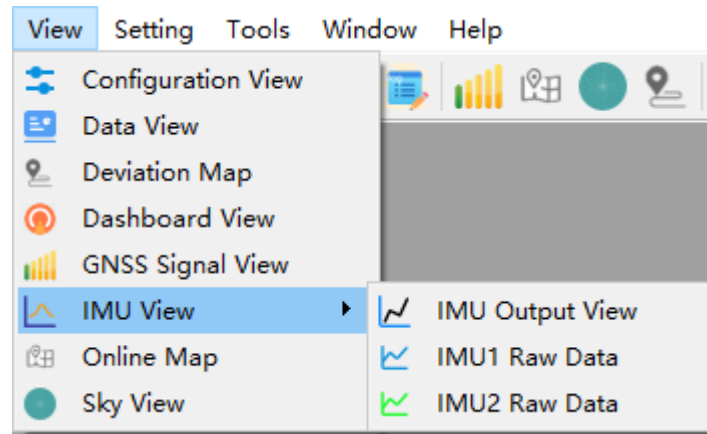 View Setting Tools Window Help
Configuration View
Data View
Deviation Map
Dashboard View
GNSS Signal View
IMU View
IMU Output View
IMU1 Raw Data
IMU2 Raw Data
Online Map
Sky View